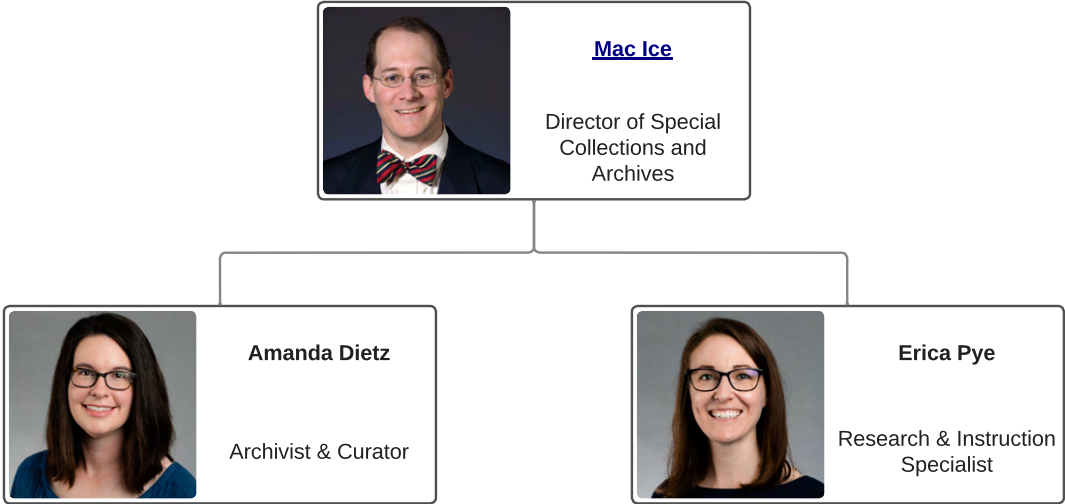 Mac Ice
Director of Special
Collections and
Archives
Amanda Dietz
Archivist & Curator
Erica Pye
Research & Instruction
Specialist